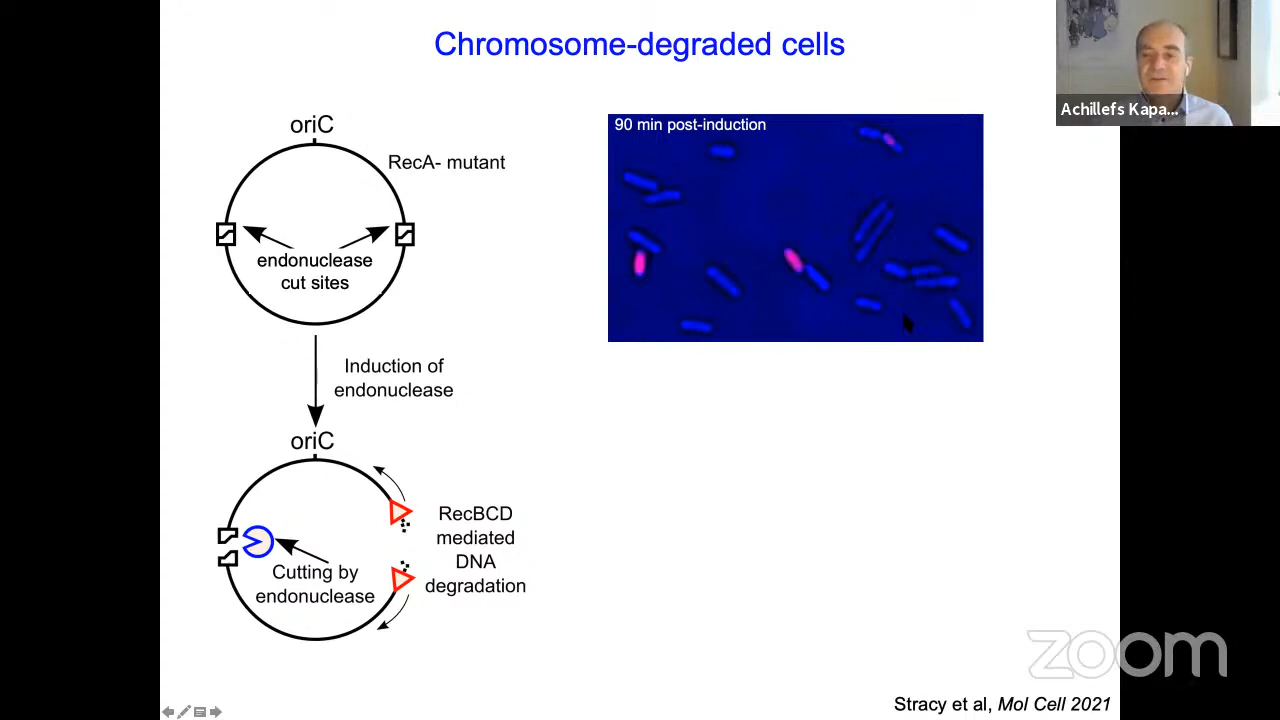 Chromosome-degraded cells
Achillefs Kapa...
oriC
RecA- mutant
endonuclease
cut sites
Induction of
endonuclease
oriC
RecBCD
mediated
DNA
degradation
Cutting by
endonuclease
90 min post-induction
zoom
Stracy et al, Mol Cell 2021